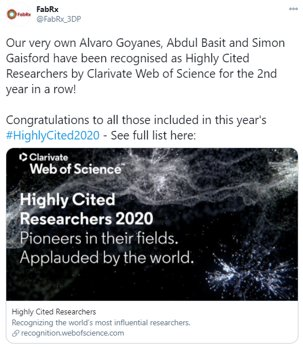 FabRx
FabRx
@FabRx_3DP
Our very own Alvaro Goyanes, Abdul Basit and Simon
Gaisford have been recognised as Highly Cited
Researchers by Clarivate Web of Science for the 2nd
year in a row!
Congratulations to all those included in this year's
#HighlyCited2020 - See full list here:
Clarivate
Web of Science™
Highly Cited
Researchers 2020
Pioneers in their fields.
Applauded by the world.
Highly Cited Researchers
Recognizing the world's most influential researchers.
recognition.webofscience.com